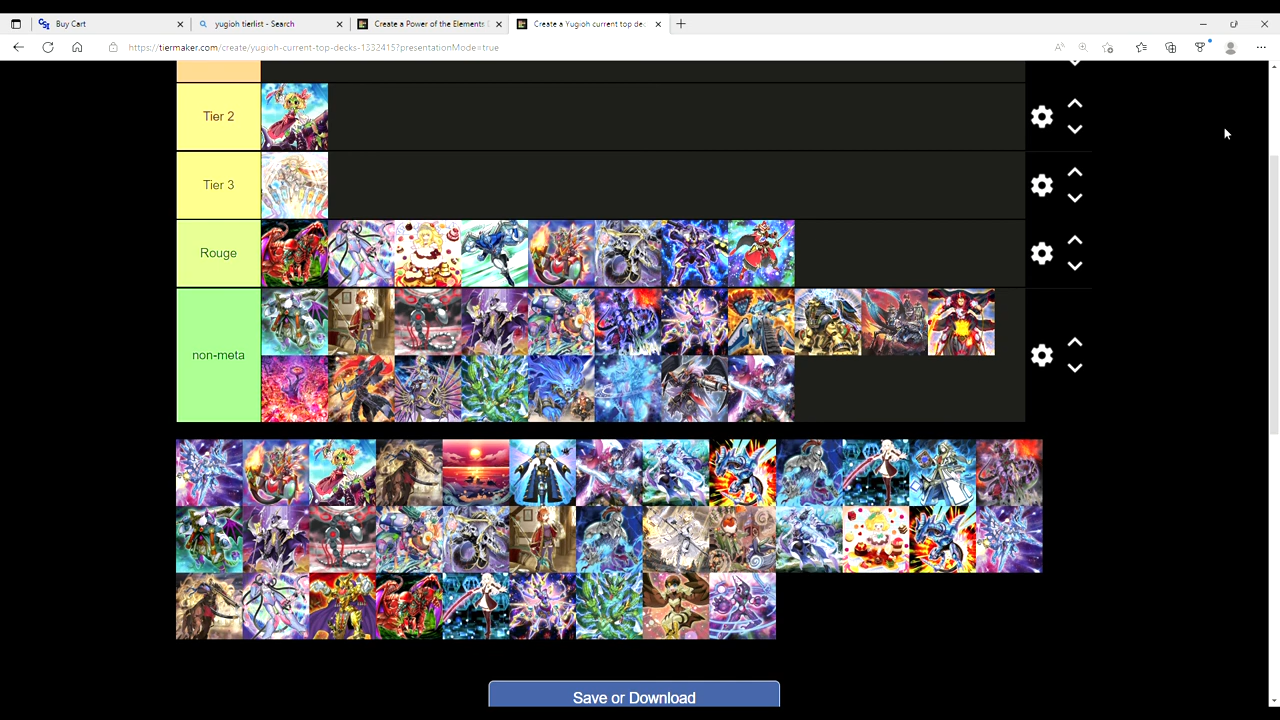 Buy Cart
yugioh tierlist - Search
Create a Power of the Elements
Create a Yugioh current top de
https://tiermaker.com/create/yugioh-current-top-decks-1332415?presentationMode=true
Tier 2
Tier 3
Rouge
non-meta
Save or Download